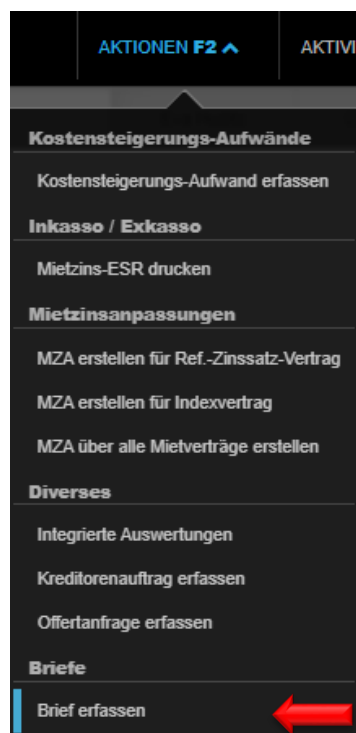 AKTIONEN F2 AKTIVI
Kostensteigerungs-Aufwände
Kostensteigerungs-Aufwand erfassen
Inkasso / Exkasso
Mietzins-ESR drucken
Mietzinsanpassungen
MZA erstellen für Ref.-Zinssatz-Vertrag
MZA erstellen für Indexvertrag
MZA über alle Mietverträge erstellen
Diverses
Integrierte Auswertungen
Kreditorenauftrag erfassen
Offertanfrage erfassen
Briefe
Brief erfassen